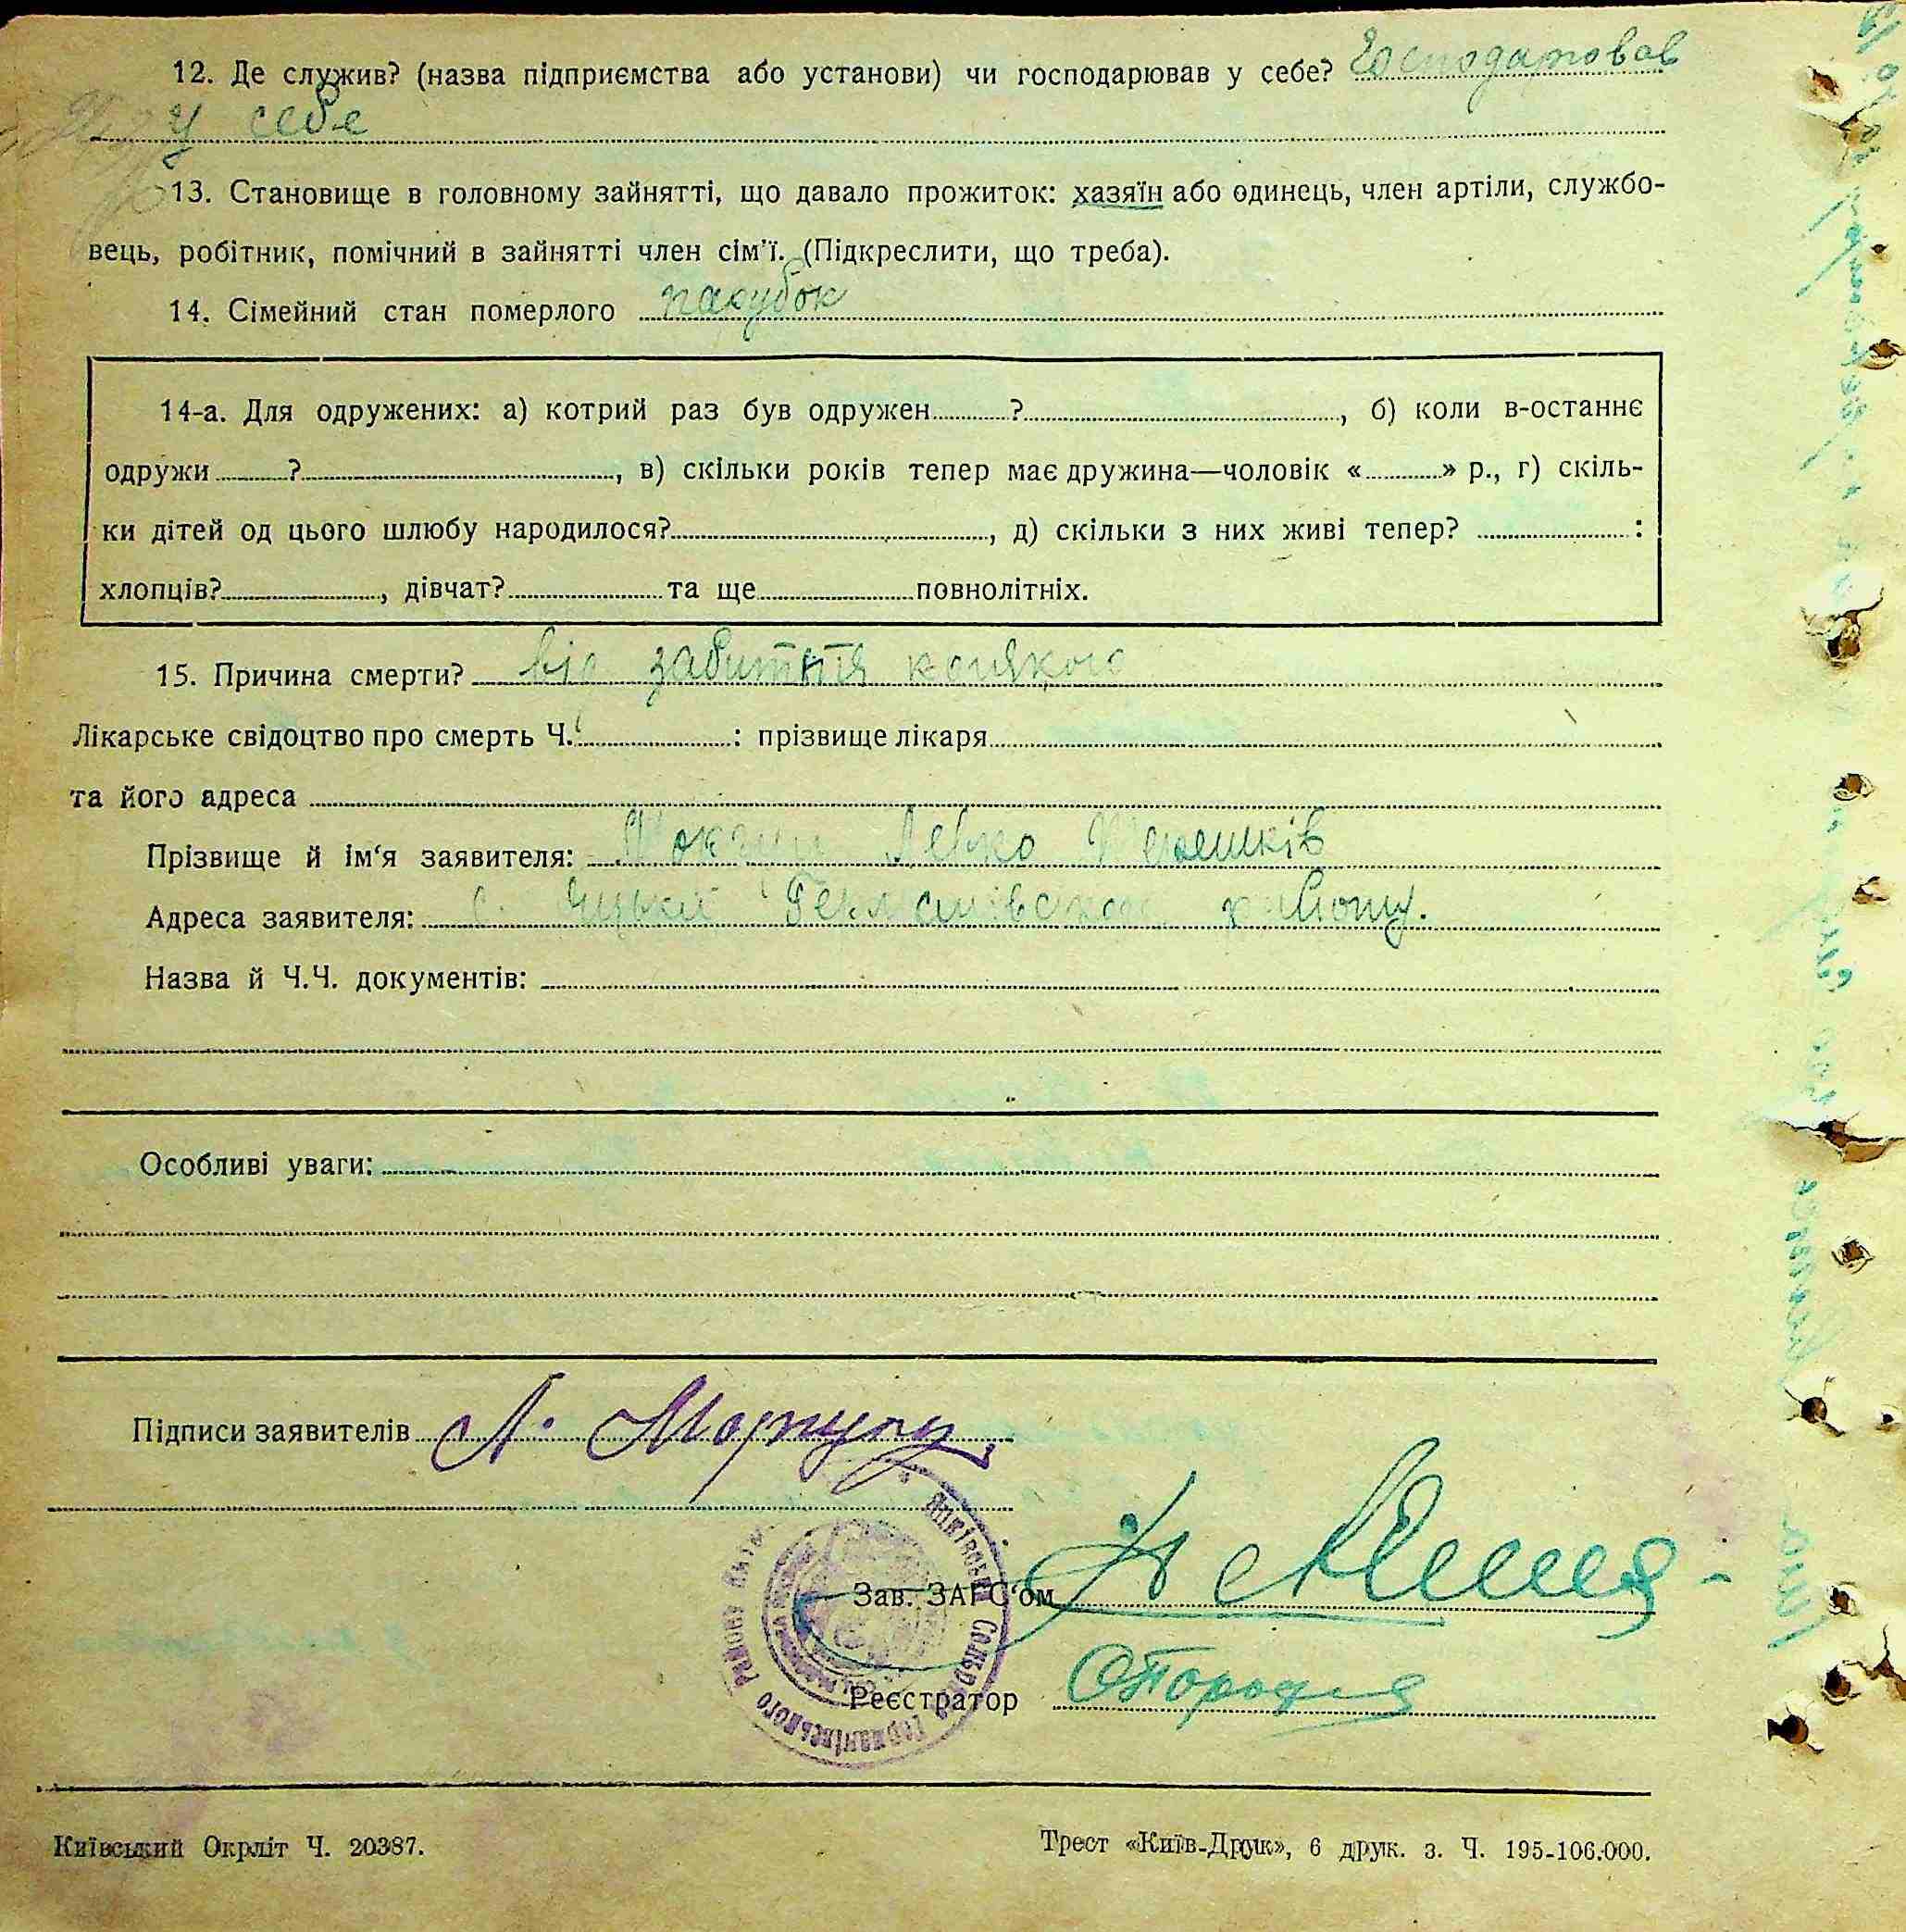 12. Де служив? (назва підприємства або установи) чи господарював у себе? Господарював
у себе
13. Становище в головному зайнятті, що давало прожиток: хазяїн або одинець, член артіли, службо-
вець, робітник, помічний в зайнятті член сім'ї. (Підкреслити, що треба).
14. Сімейний стан померлого парубок
14-а. Для одружених: а) котрий раз був одружен ? , б) коли в-останнє
одружи ? , в) скільки років тепер має дружина—чоловік « » р., г) скіль-
ки дітей од цього шлюбу народилося? , д) скільки з них живі тепер? :
хлопців? , дівчат? та ще повнолітніх.
15. Причина смерти? від забиття
Лікарське свідоцтво про смерть Ч. : прізвище лікаря
та його адреса
Прізвище й ім'я заявителя: Левко
Адреса заявителя: с. району.
Назва й Ч.Ч. документів:
Особливі уваги:
Підписи заявителів Л.
Зав. ЗАГС'ом
Реєстратор
Київський Окрліт Ч. 20387.
Трест «Київ-Друк», 6 друк. з. Ч. 195-106.000.